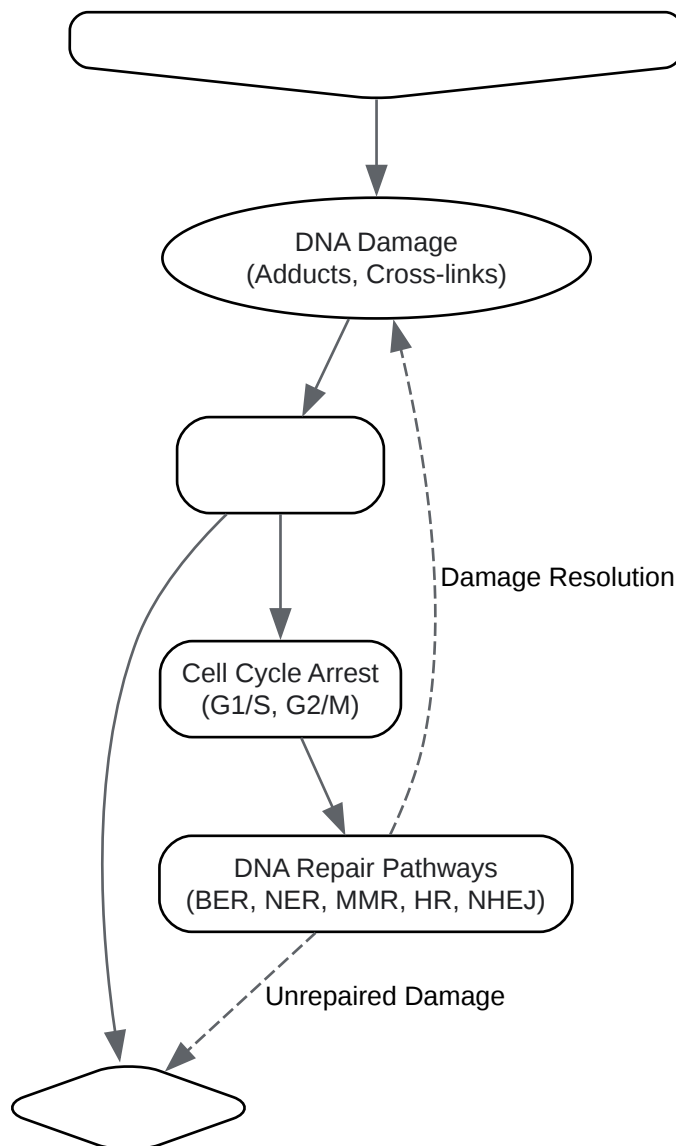 DNA Damage
(Adducts, Cross-links)
Damage Resolution
Cell Cycle Arrest
(G1/S, G2/M)
DNA Repair Pathways
(BER, NER, MMR, HR, NHEJ)
Unrepaired Damage